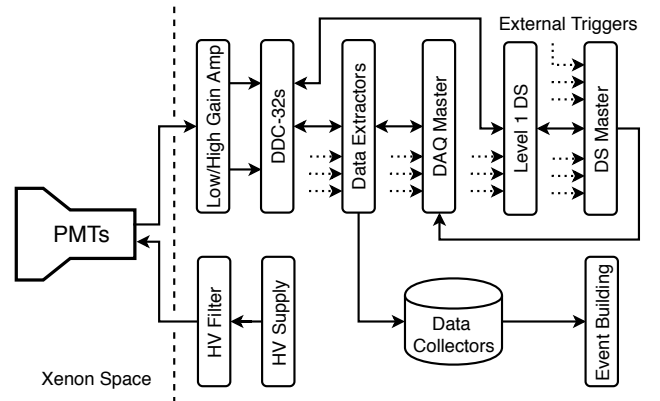 External Triggers
Low/High Gain Amp
DDC-32s
Data Extractors
DAQ Master
Level 1 DS
DS Master
PMTs
HV Filter
HV Supply
Data
Collectors
Event Building
Xenon Space